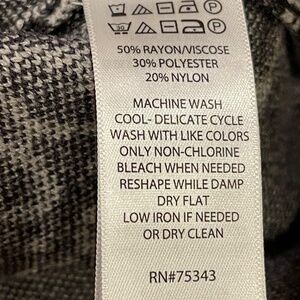 50% RAYON/VISCOSE
30% POLYESTER
20% NYLON
MACHINE WASH
COOL- DELICATE CYCLE
WASH WITH LIKE COLORS
ONLY NON-CHLORINE
BLEACH WHEN NEEDED
RESHAPE WHILE DAMP
DRY FLAT
LOW IRON IF NEEDED
OR DRY CLEAN
RN#75343